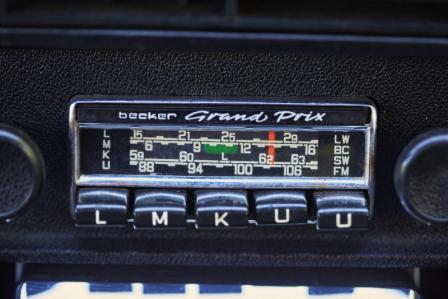 becker Grand Prix
L 16 21 25 29 LW
M 6 9 12 16 BC
K 59 60 L 62 63 SW
U 88 94 100 106 FM
L M K U U